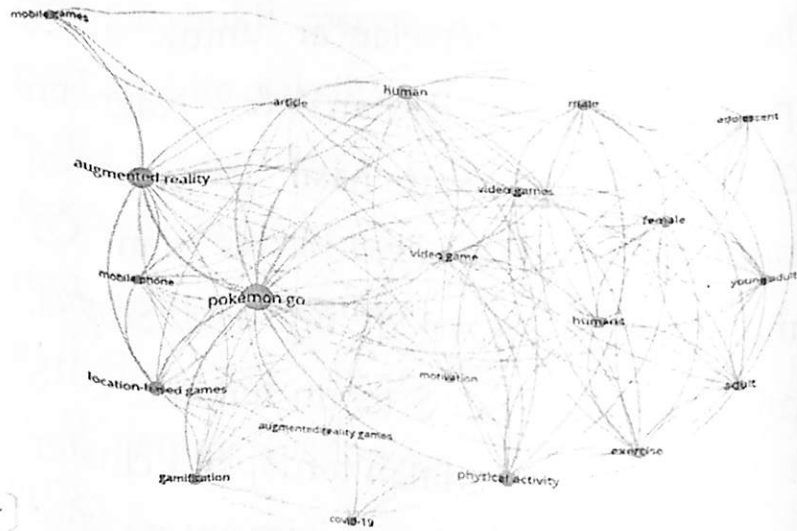 mobile games
article
human
male
adolescent
augmented reality
video games
female
video game
mobile phone
young adult
pokémon go
humans
motivation
location-based games
adult
augmented reality games
exercise
gamification
physical activity
covid-19